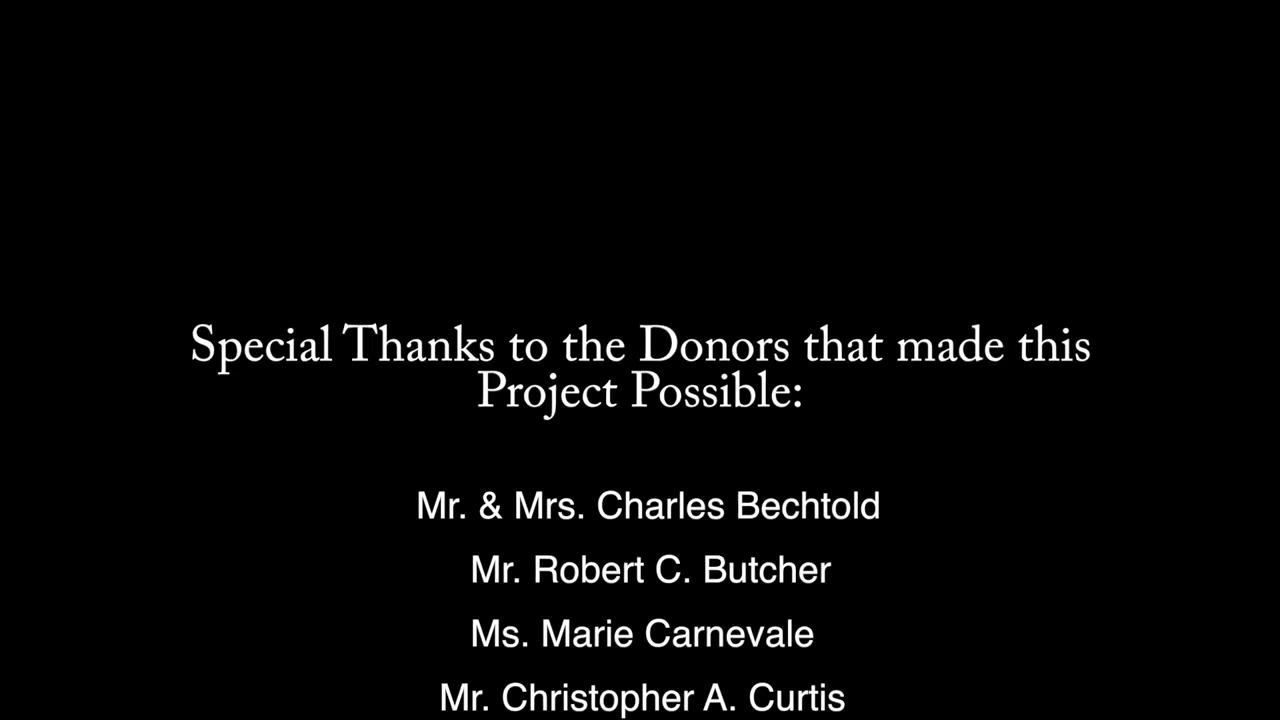 Special Thanks to the Donors that made this
Project Possible:
Mr. & Mrs. Charles Bechtold
Mr. Robert C. Butcher
Ms. Marie Carnevale
Mr. Christopher A. Curtis